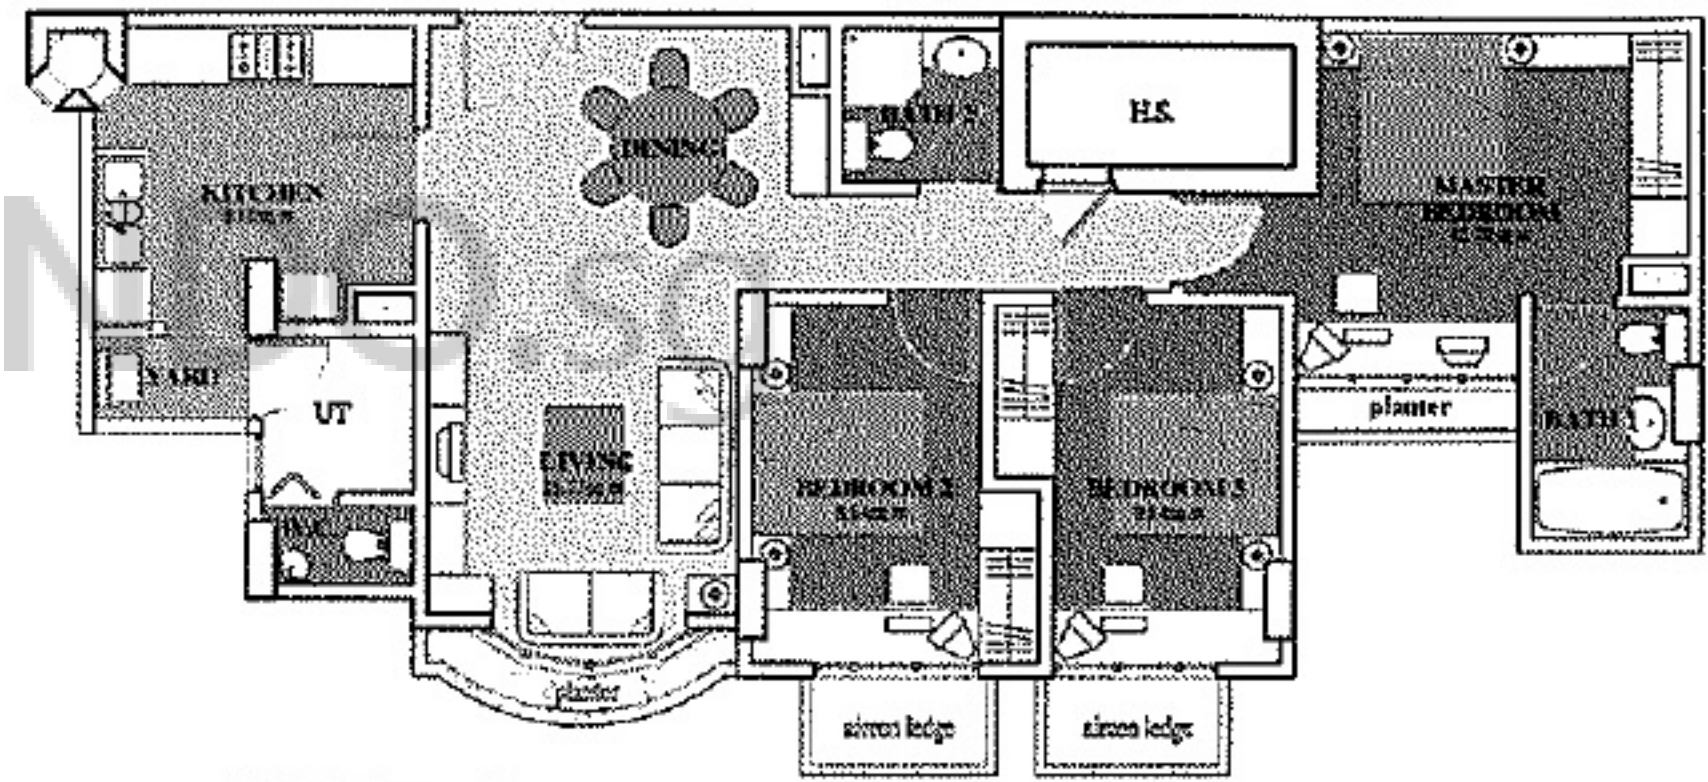 BATH 2
H.S.
DINING
KITCHEN
MASTER
BEDROOM
YARD
UT
planter
BATH 1
LIVING
BEDROOM 2
BEDROOM 3
W.C.
planter
aircon ledge
aircon ledge
.sg